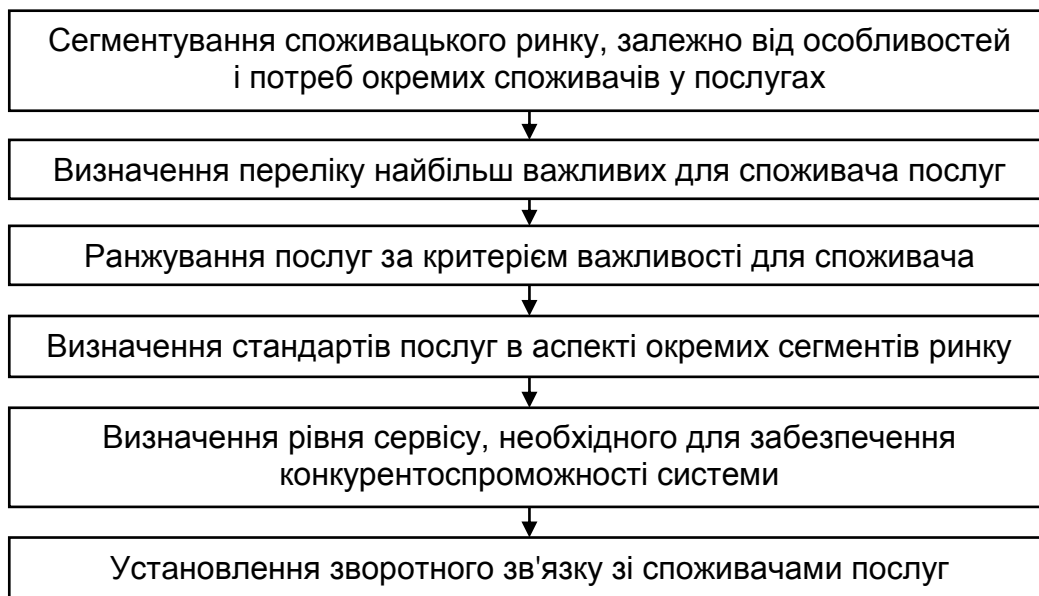 Сегментування споживацького ринку, залежно від особливостей
і потреб окремих споживачів у послугах
Визначення переліку найбільш важливих для споживача послуг
Ранжування послуг за критерієм важливості для споживача
Визначення стандартів послуг в аспекті окремих сегментів ринку
Визначення рівня сервісу, необхідного для забезпечення
конкурентоспроможності системи
Установлення зворотного зв'язку зі споживачами послуг